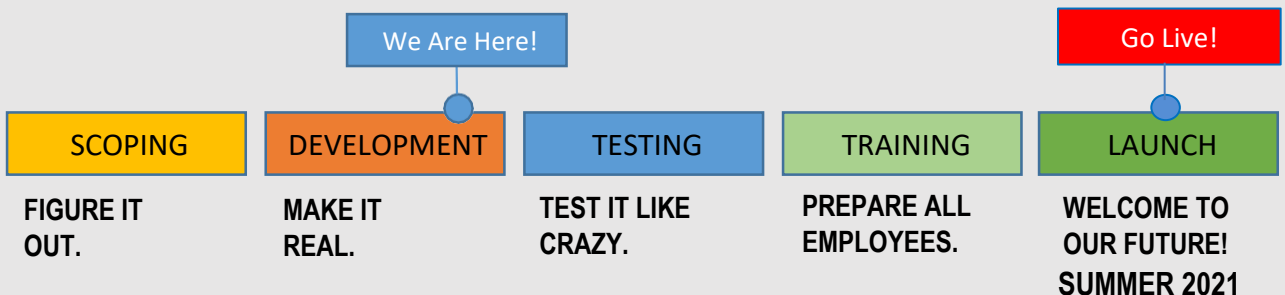 We Are Here!
Go Live!
SCOPING
DEVELOPMENT
TESTING
TRAINING
LAUNCH
FIGURE IT
OUT.
MAKE IT
REAL.
TEST IT LIKE
CRAZY.
PREPARE ALL
EMPLOYEES.
WELCOME TO
OUR FUTURE!
SUMMER 2021